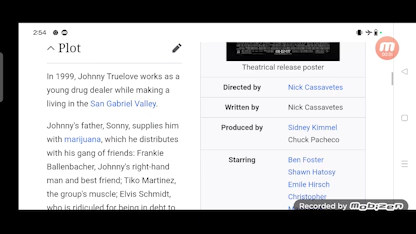 2:54
Plot
In 1999, Johnny Truelove works as a
young drug dealer while making a
living in the San Gabriel Valley.
Johnny's father, Sonny, supplies him
with marijuana, which he distributes
with his gang of friends: Frankie
Ballenbacher, Johnny's right-hand
man and best friend; Tiko Martinez,
the group's muscle; Elvis Schmidt,
who is ridiculed for being in debt to
Theatrical release poster
Directed by Nick Cassavetes
Written by Nick Cassavetes
Produced by Sidney Kimmel
Chuck Pacheco
Starring Ben Foster
Shawn Hatosy
Emile Hirsch
Christopher
Recorded by Mobizen